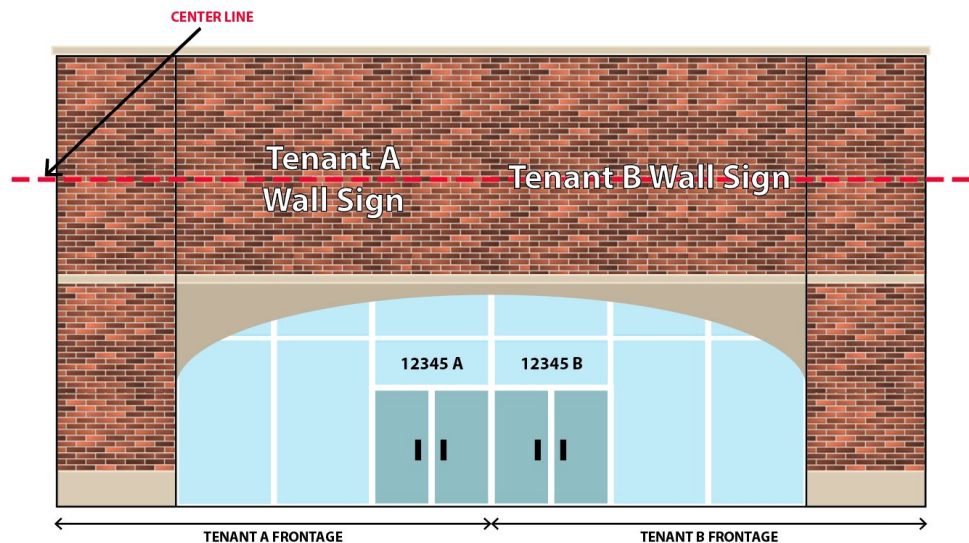 CENTER LINE
Tenant A
Wall Sign
Tenant B Wall Sign
12345 A
12345 B
TENANT A FRONTAGE
TENANT B FRONTAGE